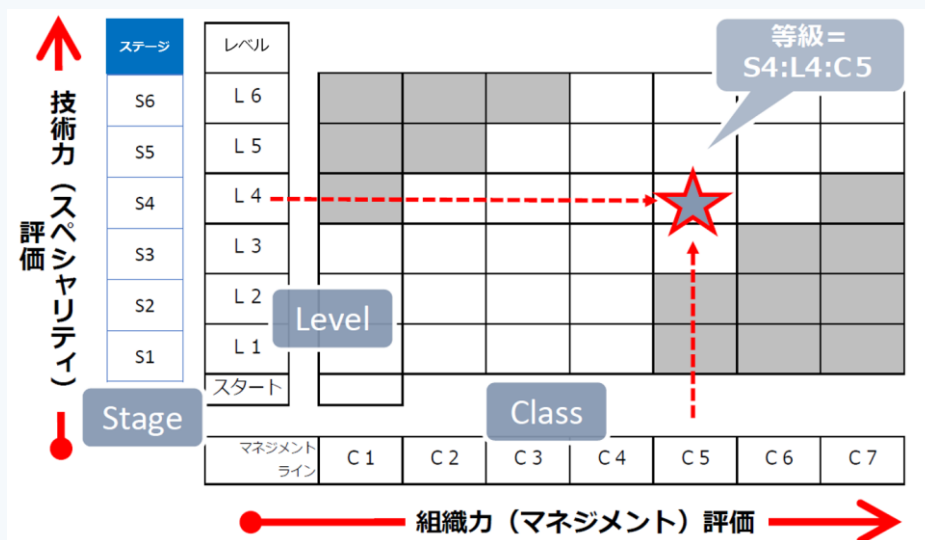 ステージ
レベル
等級=
S4:L4:C5
技術力(スペシャリティ)
評価
S6
L 6
S5
L 5
S4
L 4
S3
L 3
S2
L 2
Level
S1
L 1
スタート
Stage
Class
マネジメント
ライン
C 1
C 2
C 3
C 4
C 5
C 6
C 7
組織力(マネジメント)評価